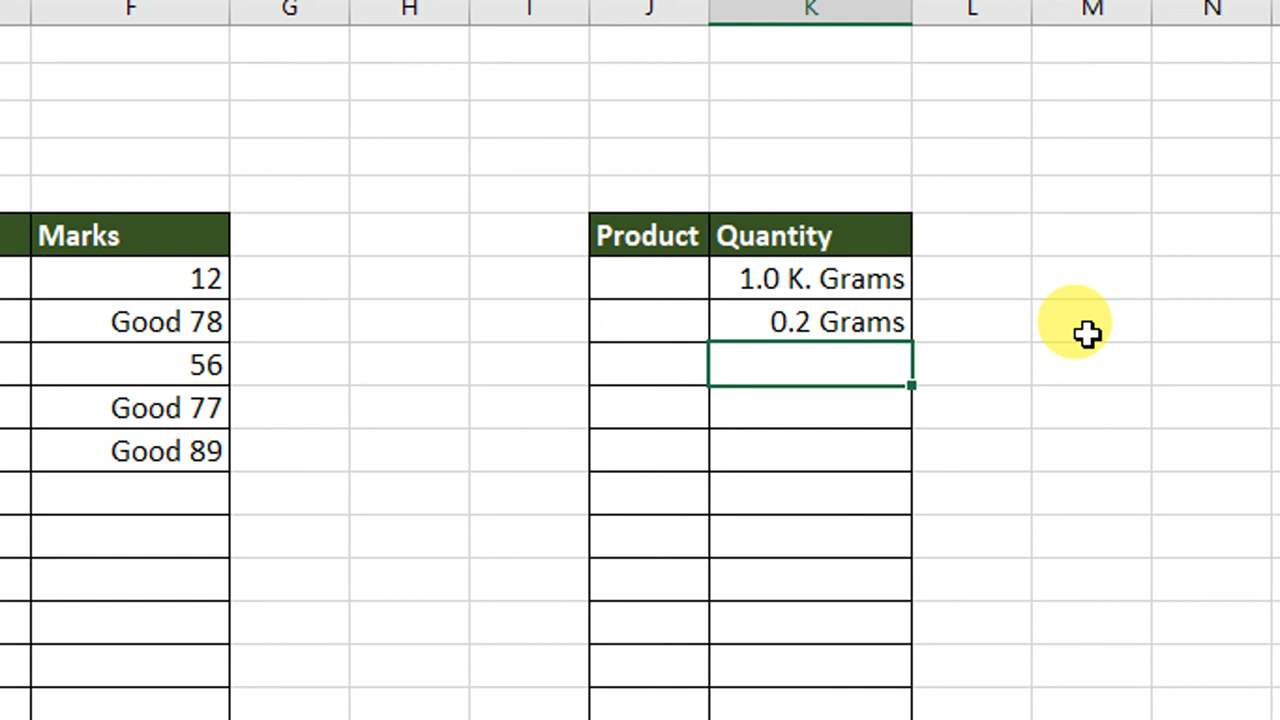 F G H I J K L M N
Marks Product Quantity
12 1.0 K. Grams
Good 78 0.2 Grams
56
Good 77
Good 89